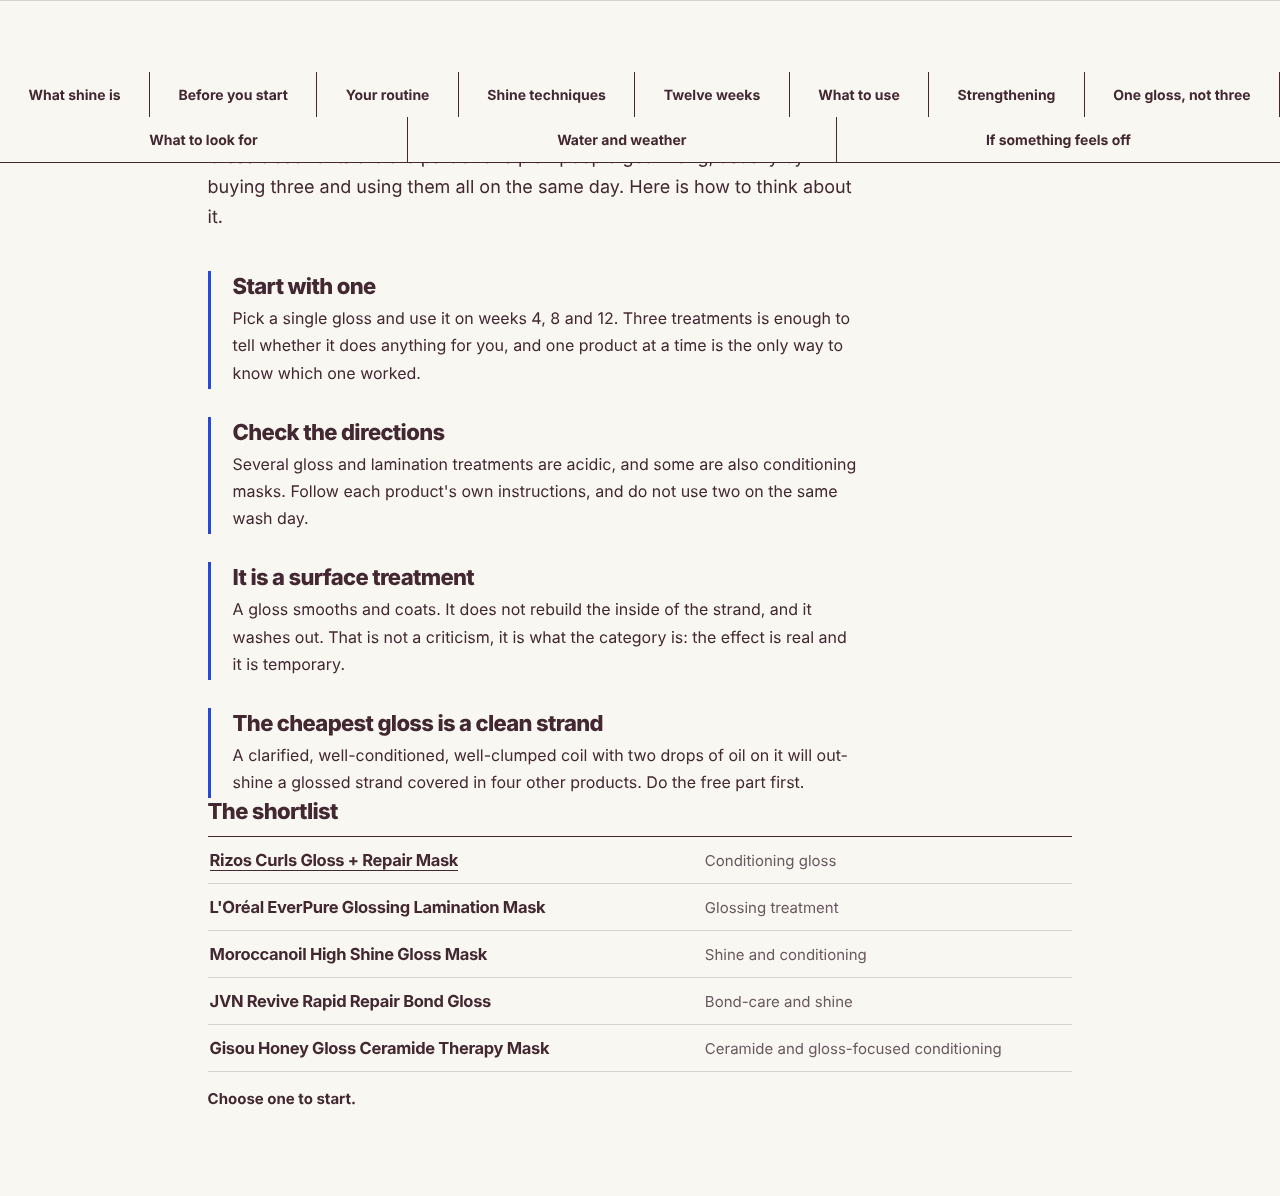 What shine is
Before you start
Your routine
Shine techniques
Twelve weeks
What to use
Strengthening
One gloss, not three
What to look for
Water and weather
If something feels off
buying three and using them all on the same day. Here is how to think about
it.
Start with one
Pick a single gloss and use it on weeks 4, 8 and 12. Three treatments is enough to
tell whether it does anything for you, and one product at a time is the only way to
know which one worked.
Check the directions
Several gloss and lamination treatments are acidic, and some are also conditioning
masks. Follow each product's own instructions, and do not use two on the same
wash day.
It is a surface treatment
A gloss smooths and coats. It does not rebuild the inside of the strand, and it
washes out. That is not a criticism, it is what the category is: the effect is real and
it is temporary.
The cheapest gloss is a clean strand
A clarified, well-conditioned, well-clumped coil with two drops of oil on it will out-
shine a glossed strand covered in four other products. Do the free part first.
The shortlist
Rizos Curls Gloss + Repair Mask
Conditioning gloss
L'Oréal EverPure Glossing Lamination Mask
Glossing treatment
Moroccanoil High Shine Gloss Mask
Shine and conditioning
JVN Revive Rapid Repair Bond Gloss
Bond-care and shine
Gisou Honey Gloss Ceramide Therapy Mask
Ceramide and gloss-focused conditioning
Choose one to start.